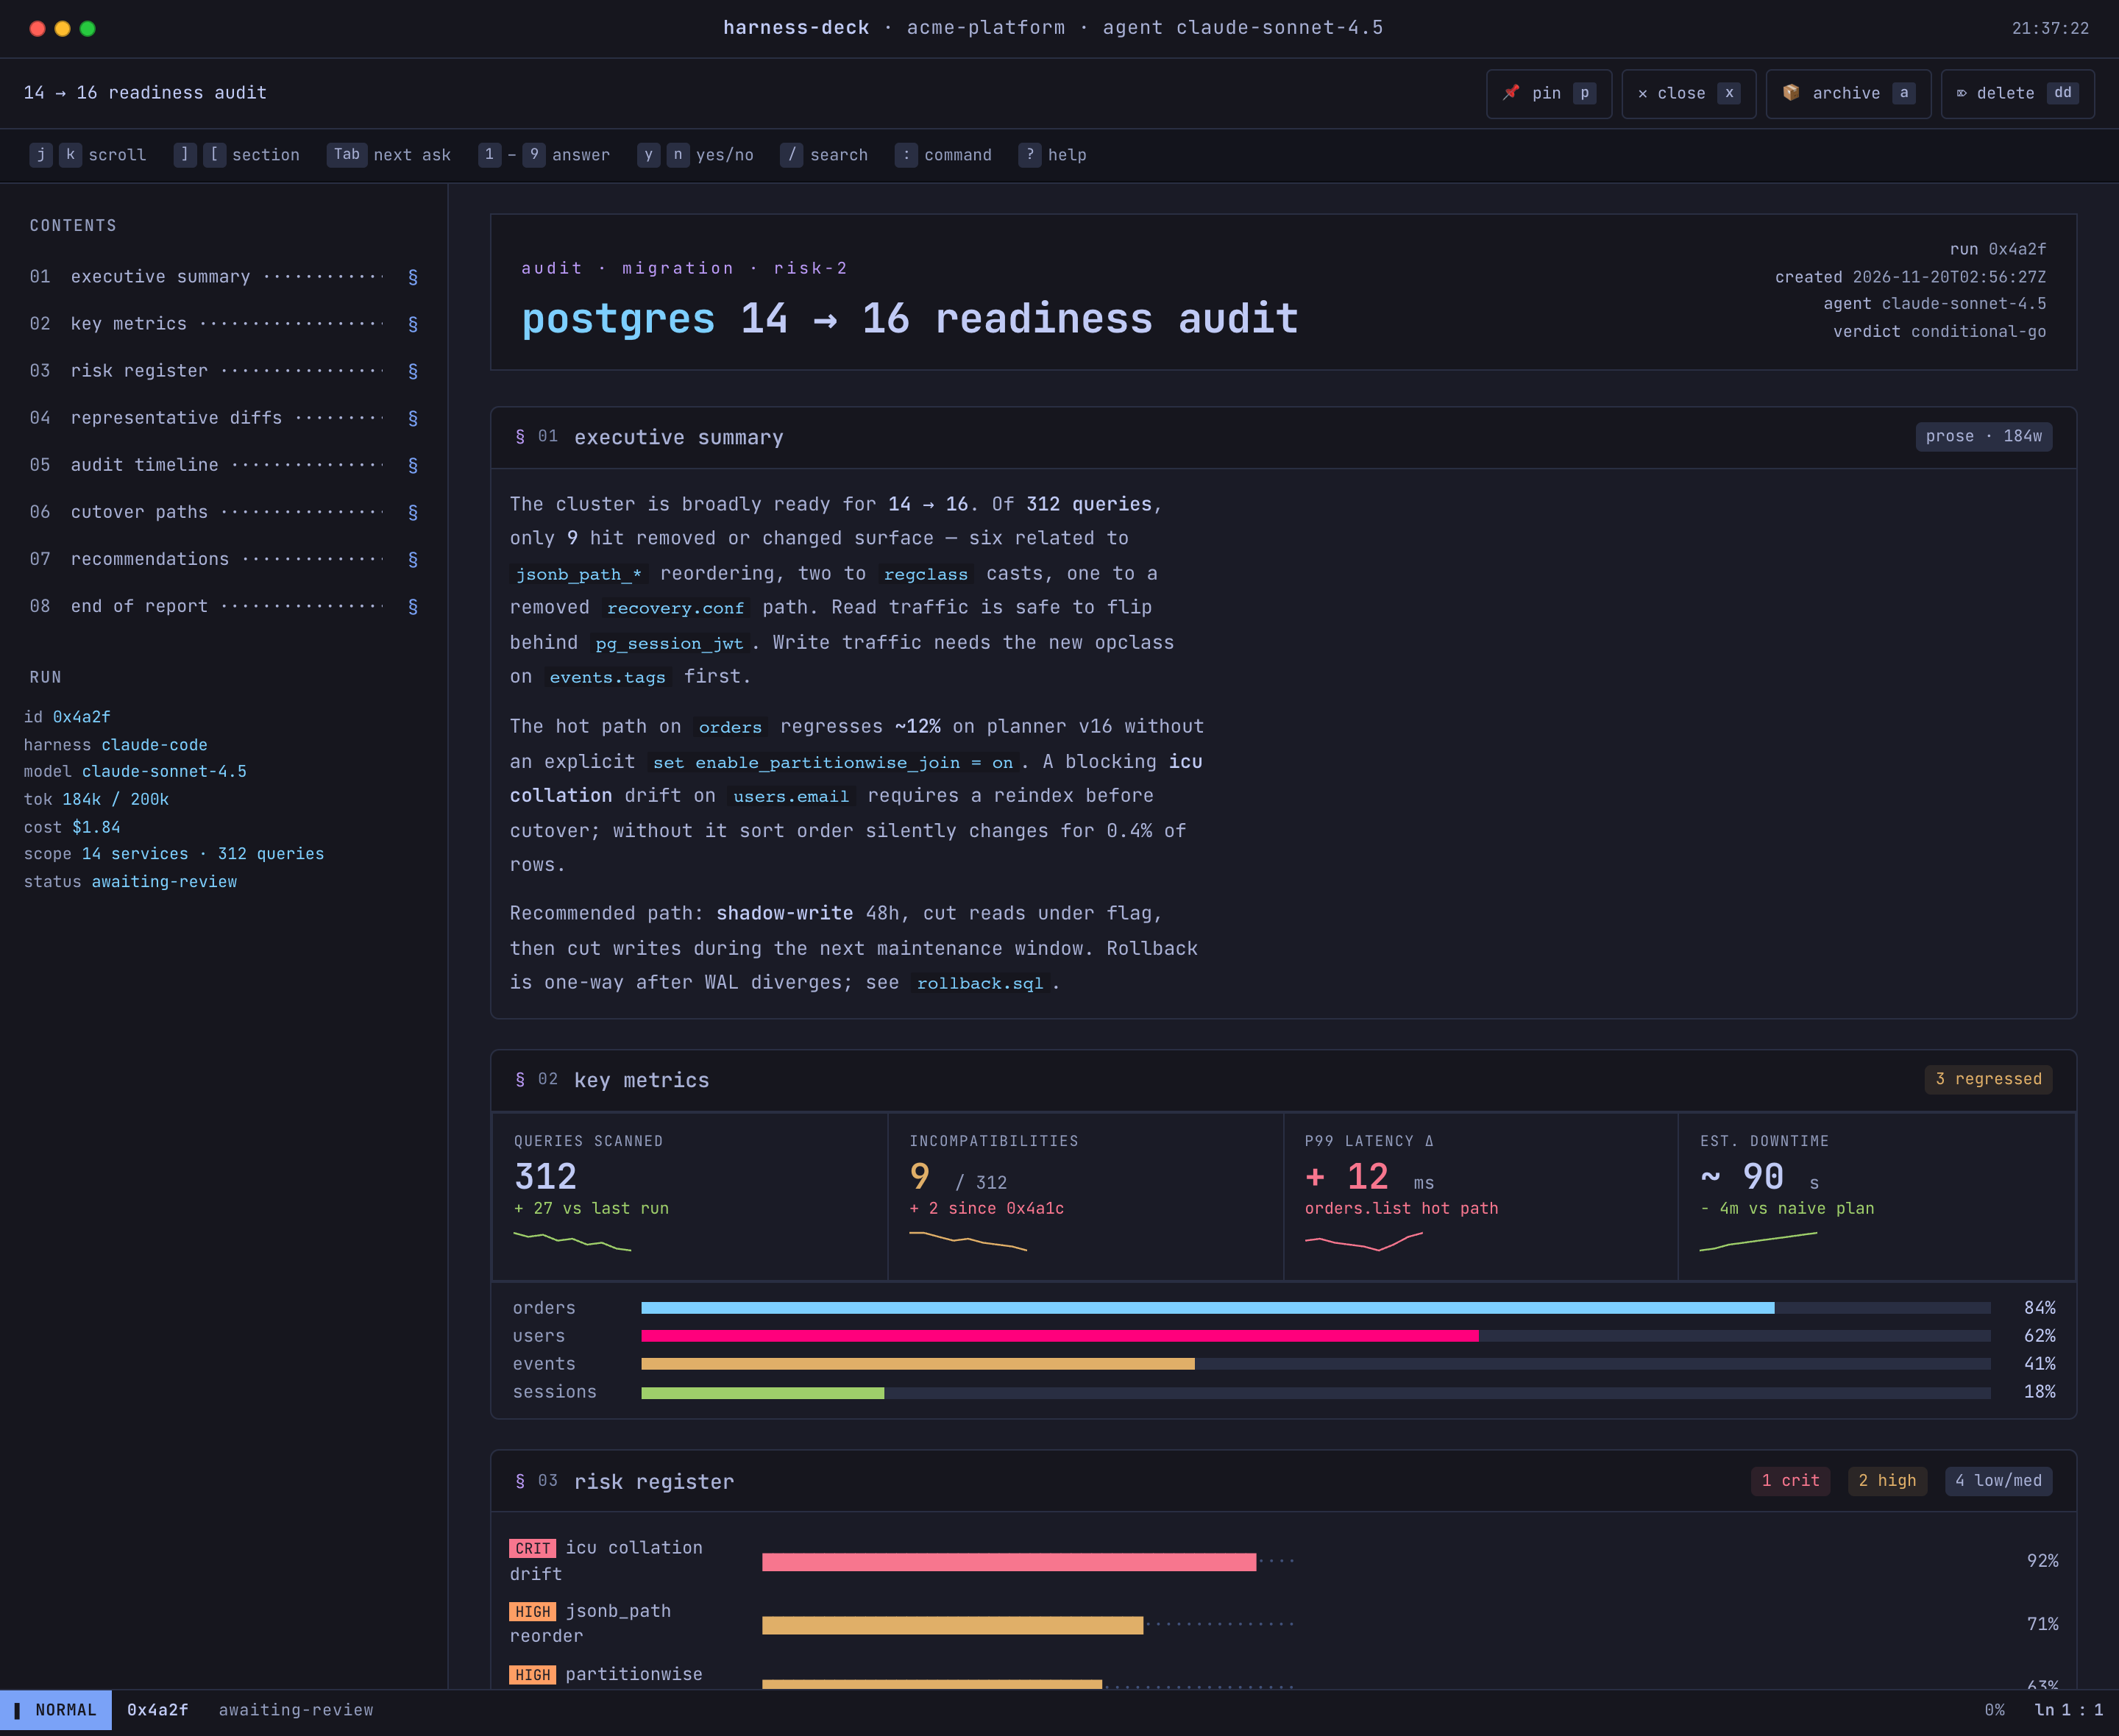 harness-deck · acme-platform · agent claude-sonnet-4.5
21:37:22
14 → 16 readiness audit
📌 pin p
× close x
📦 archive a
⌦ delete dd
j k scroll ] [ section Tab next ask 1 – 9 answer y n yes/no / search : command ? help
CONTENTS
01 executive summary ············ §
02 key metrics ·················· §
03 risk register ················ §
04 representative diffs ········· §
05 audit timeline ··············· §
06 cutover paths ················ §
07 recommendations ·············· §
08 end of report ················ §
RUN
id 0x4a2f
harness claude-code
model claude-sonnet-4.5
tok 184k / 200k
cost $1.84
scope 14 services · 312 queries
status awaiting-review
audit · migration · risk-2
postgres 14 → 16 readiness audit
run 0x4a2f
created 2026-11-20T02:56:27Z
agent claude-sonnet-4.5
verdict conditional-go
§ 01 executive summary
prose · 184w
The cluster is broadly ready for 14 → 16. Of 312 queries,
only 9 hit removed or changed surface — six related to
jsonb_path_* reordering, two to regclass casts, one to a
removed recovery.conf path. Read traffic is safe to flip
behind pg_session_jwt. Write traffic needs the new opclass
on events.tags first.
The hot path on orders regresses ~12% on planner v16 without
an explicit set enable_partitionwise_join = on. A blocking icu
collation drift on users.email requires a reindex before
cutover; without it sort order silently changes for 0.4% of
rows.
Recommended path: shadow-write 48h, cut reads under flag,
then cut writes during the next maintenance window. Rollback
is one-way after WAL diverges; see rollback.sql.
§ 02 key metrics
3 regressed
QUERIES SCANNED
312
+ 27 vs last run
INCOMPATIBILITIES
9 / 312
+ 2 since 0x4a1c
P99 LATENCY Δ
+ 12 ms
orders.list hot path
EST. DOWNTIME
~ 90 s
- 4m vs naive plan
orders 84%
users 62%
events 41%
sessions 18%
§ 03 risk register
1 crit 2 high 4 low/med
CRIT icu collation
drift
92%
HIGH jsonb_path
reorder
71%
HIGH partitionwise
63%
NORMAL 0x4a2f awaiting-review
0% ln 1 : 1